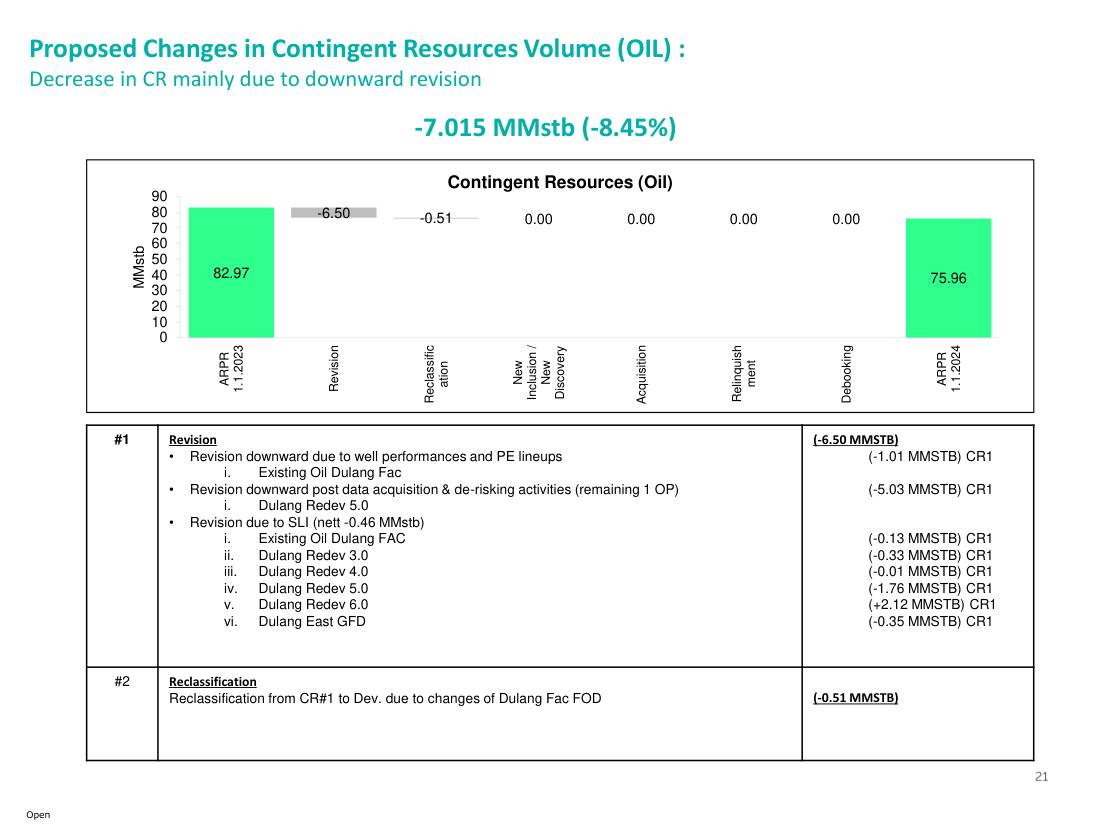 Proposed Changes in Contingent Resources Volume (OIL) :
Decrease in CR mainly due to downward revision
-7.015 MMstb (-8.45%)
Contingent Resources (Oil)
MMstb
90
80
70
60
50
40
30
20
10
0
82.97
-6.50
-0.51
0.00
0.00
0.00
0.00
75.96
ARPR
1.1.2023
Revision
Reclassific
ation
New
Inclusion /
New
Discovery
Acquisition
Relinquish
ment
Debooking
ARPR
1.1.2024
#1
Revision
(-6.50 MMSTB)
• Revision downward due to well performances and PE lineups
(-1.01 MMSTB) CR1
i. Existing Oil Dulang Fac
• Revision downward post data acquisition & de-risking activities (remaining 1 OP)
(-5.03 MMSTB) CR1
i. Dulang Redev 5.0
• Revision due to SLI (nett -0.46 MMstb)
i. Existing Oil Dulang FAC
(-0.13 MMSTB) CR1
ii. Dulang Redev 3.0
(-0.33 MMSTB) CR1
iii. Dulang Redev 4.0
(-0.01 MMSTB) CR1
iv. Dulang Redev 5.0
(-1.76 MMSTB) CR1
v. Dulang Redev 6.0
(+2.12 MMSTB) CR1
vi. Dulang East GFD
(-0.35 MMSTB) CR1
#2
Reclassification
Reclassification from CR#1 to Dev. due to changes of Dulang Fac FOD
(-0.51 MMSTB)
21
Open